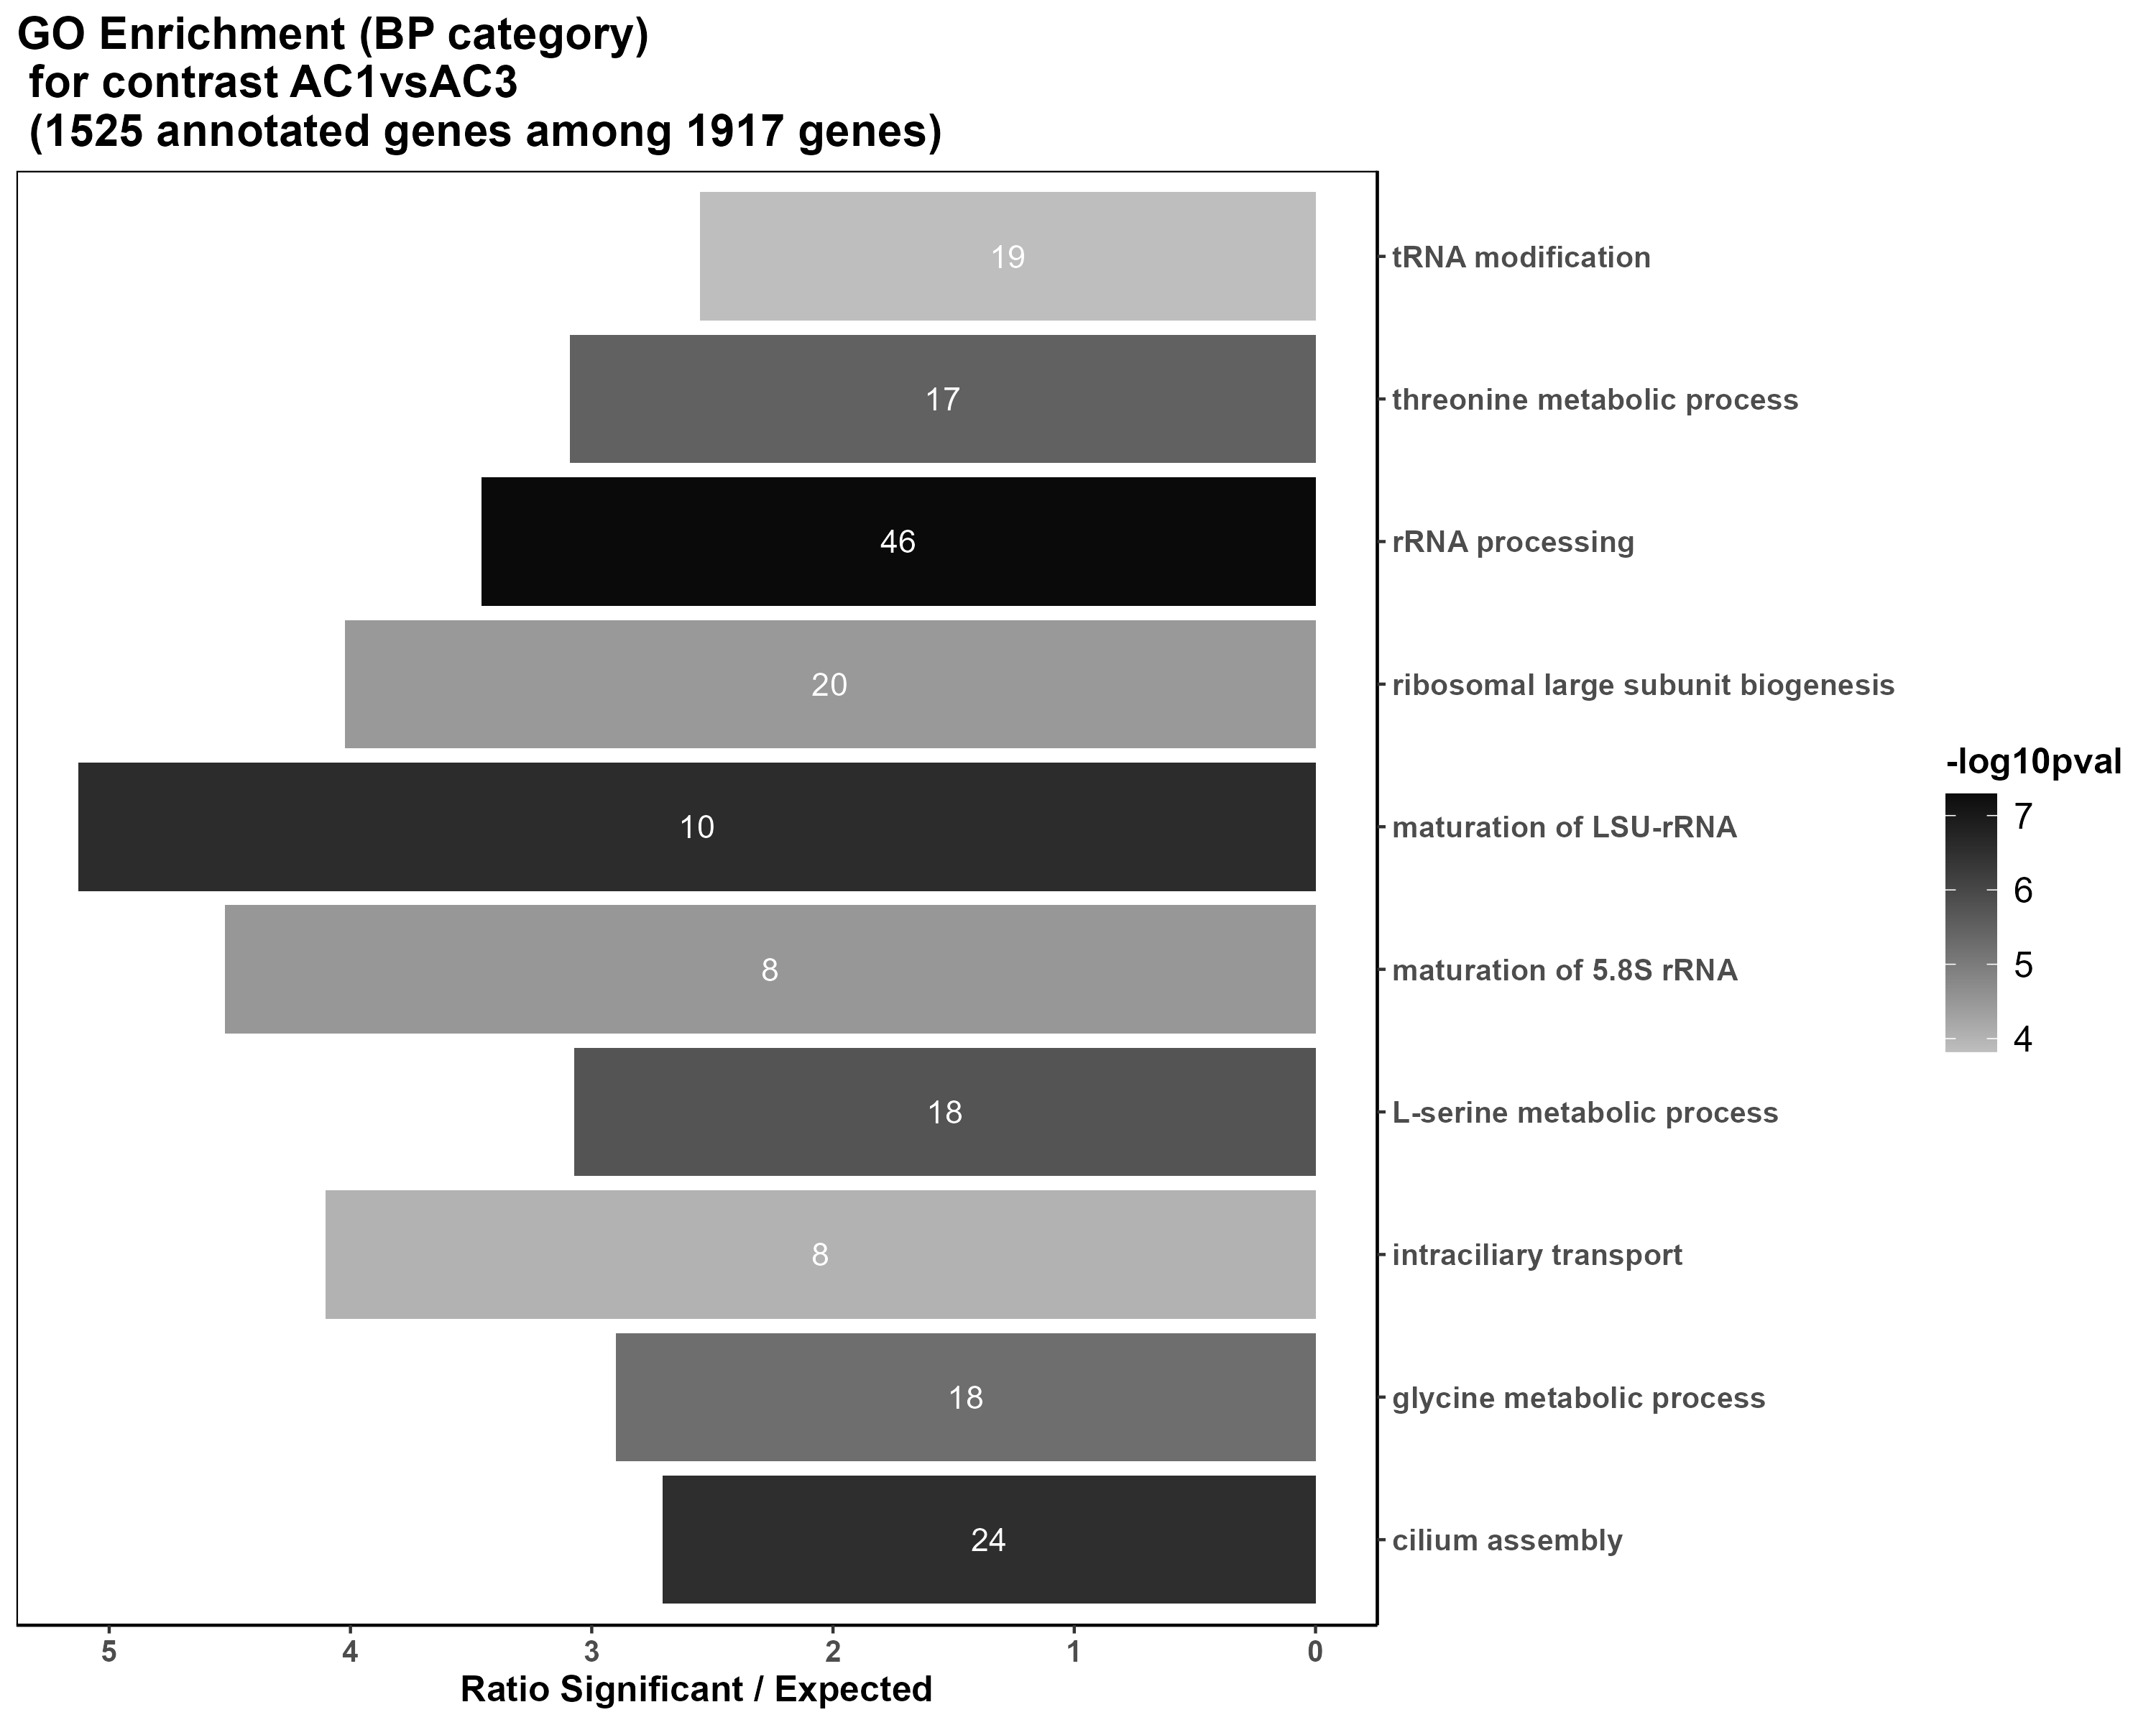 GO Enrichment (BP category)
for contrast AC1vsAC3
(1525 annotated genes among 1917 genes)
19
tRNA modification
17
threonine metabolic process
46
rRNA processing
20
ribosomal large subunit biogenesis
10
maturation of LSU-rRNA
8
maturation of 5.8S rRNA
18
L-serine metabolic process
8
intraciliary transport
18
glycine metabolic process
24
cilium assembly
-log10pval
7
6
5
4
5 4 3 2 1 0
Ratio Significant / Expected